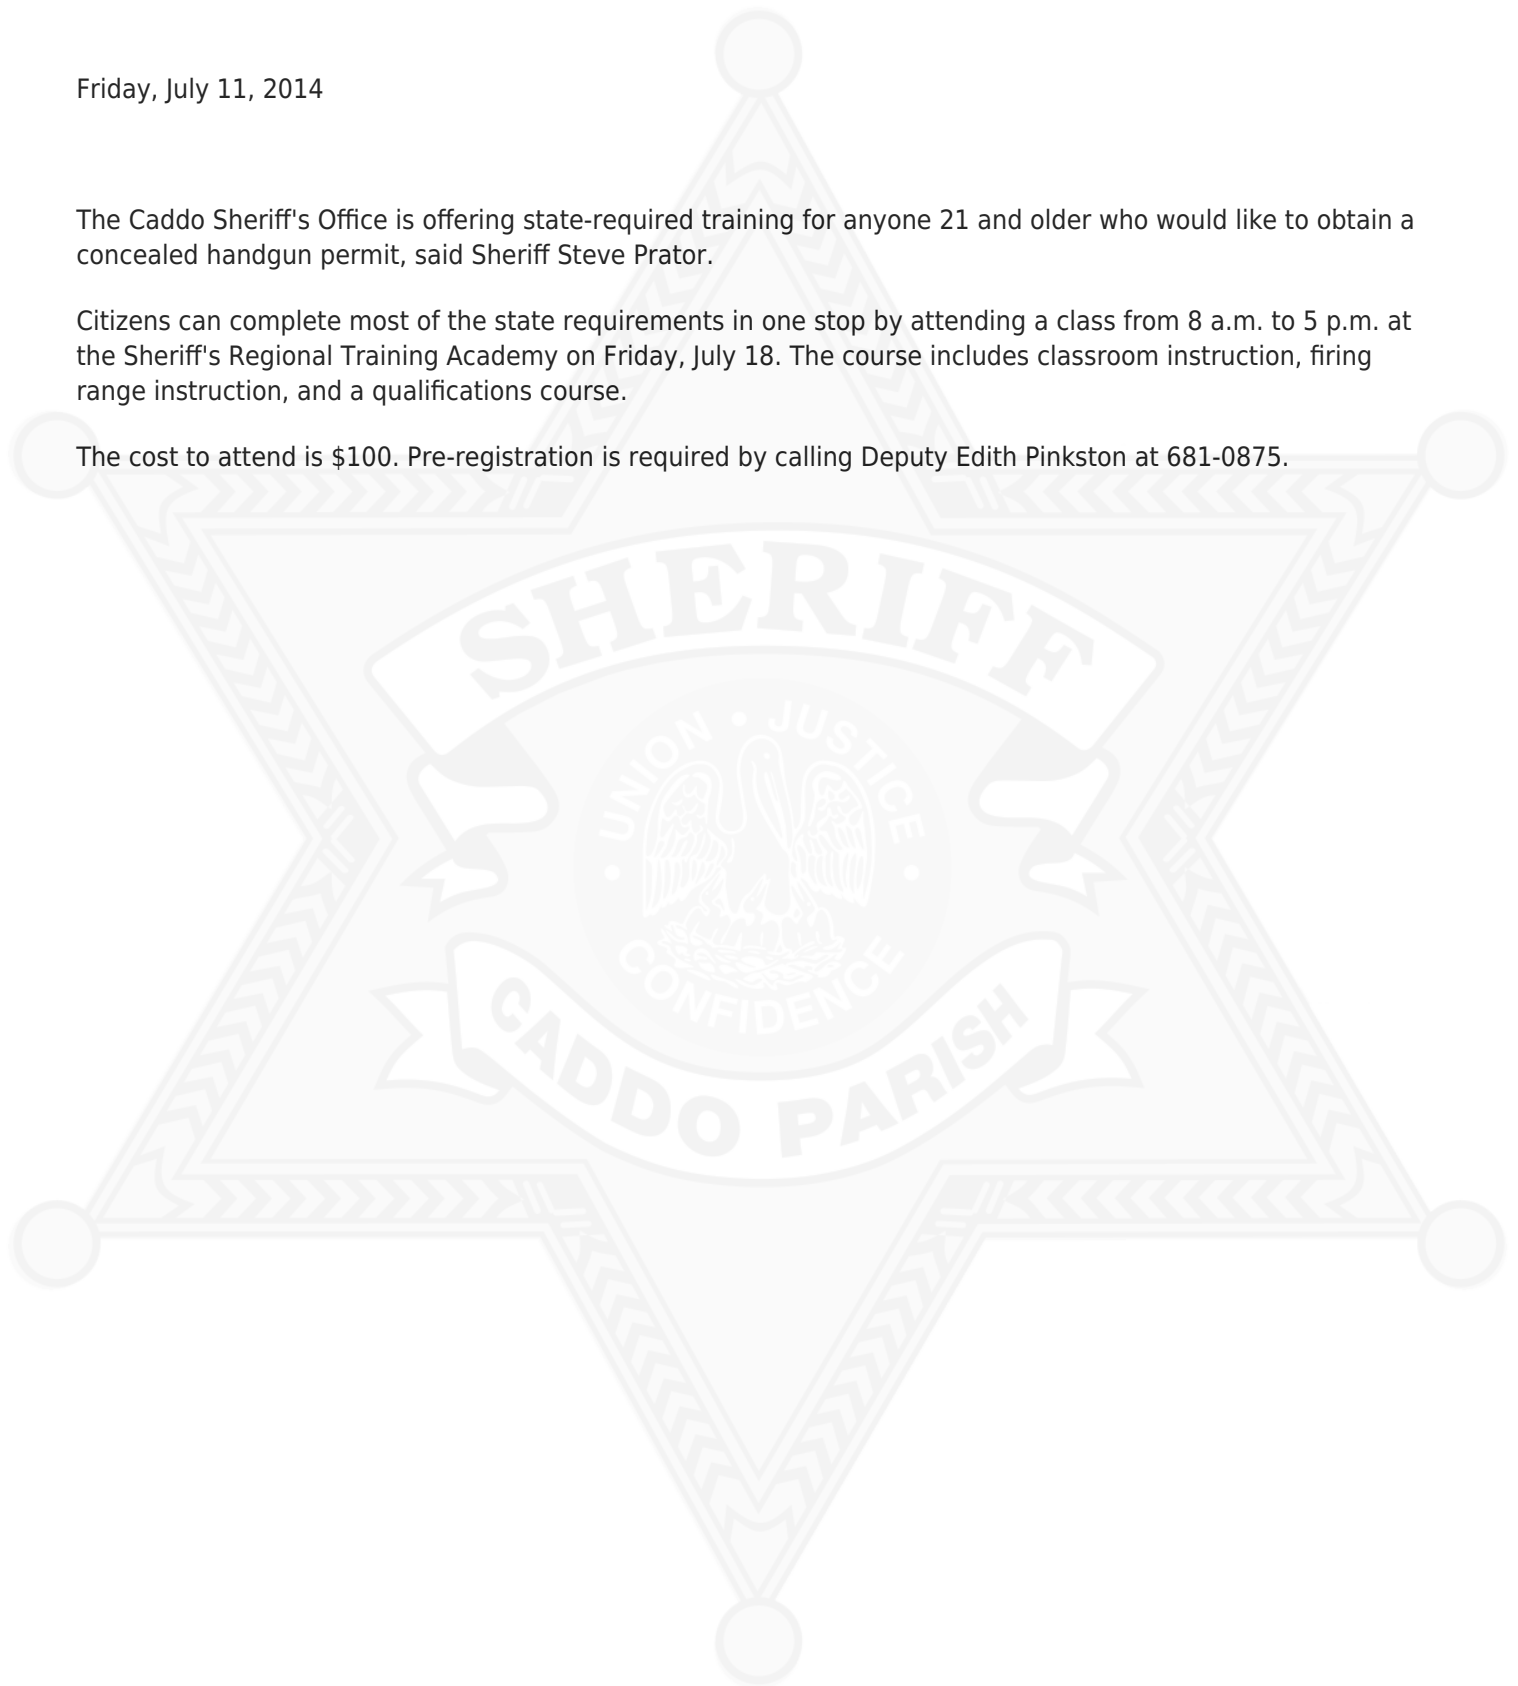 Friday, July 11, 2014
The Caddo Sheriff's Office is offering state-required training for anyone 21 and older who would like to obtain a
concealed handgun permit, said Sheriff Steve Prator.
Citizens can complete most of the state requirements in one stop by attending a class from 8 a.m. to 5 p.m. at
the Sheriff's Regional Training Academy on Friday, July 18. The course includes classroom instruction, firing
range instruction, and a qualifications course.
The cost to attend is $100. Pre-registration is required by calling Deputy Edith Pinkston at 681-0875.
SHERIFF
UNION • JUSTICE
• CONFIDENCE •
CADDO PARISH